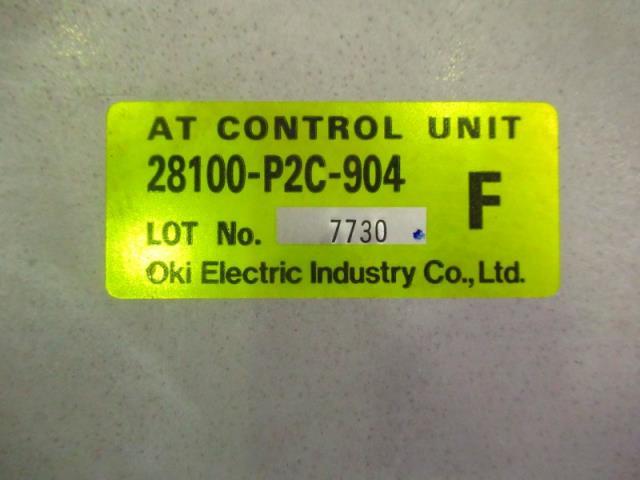 AT CONTROL UNIT
28100-P2C-904 F
LOT No. 7730
Oki Electric Industry Co.,Ltd.